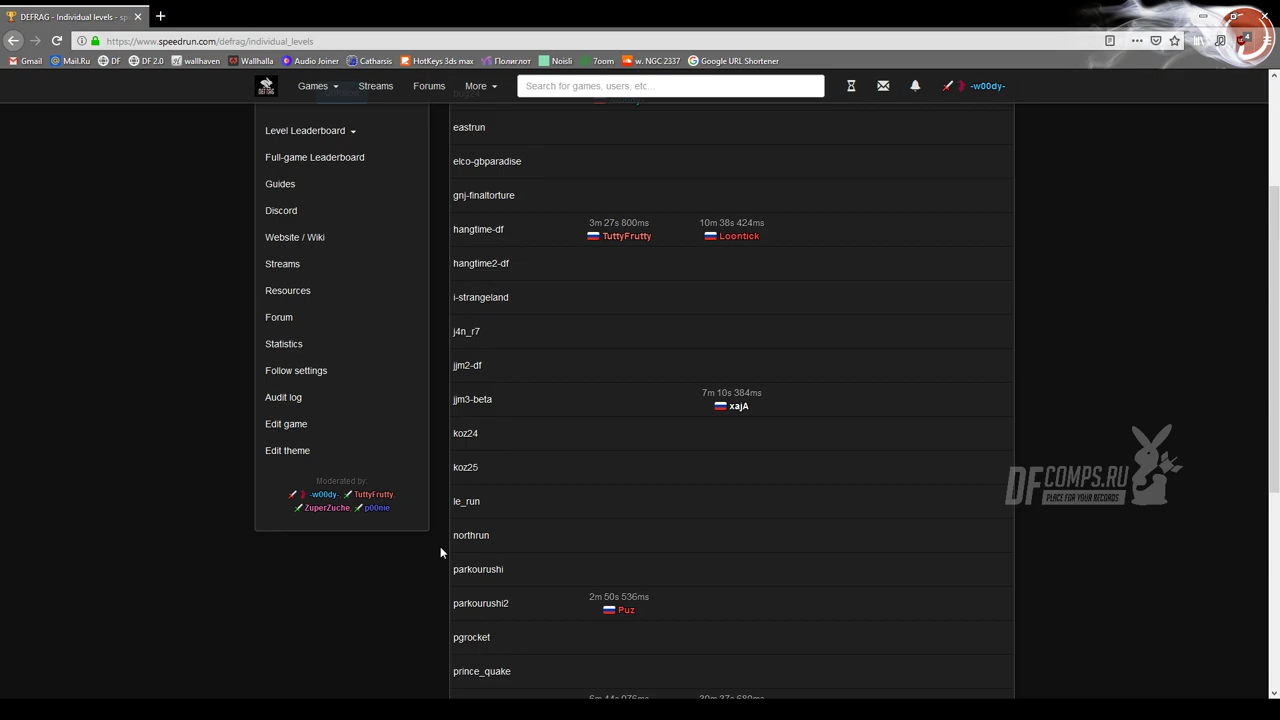 DEFRAG - Individual levels - sp
https://www.speedrun.com/defrag/individual_levels
4
Gmail
Mail.Ru
DF
DF 2.0
wallhaven
Wallhalla
Audio Joiner
Catharsis
HotKeys 3ds max
Полиглот
Noisli
7oom
w. NGC 2337
Google URL Shortener
DEFRAG
Games
Streams
Forums
More
Search for games, users, etc...
-w00dy-
Level Leaderboard
Full-game Leaderboard
Guides
Discord
Website / Wiki
Streams
Resources
Forum
Statistics
Follow settings
Audit log
Edit game
Edit theme
Moderated by:
-w00dy- TuttyFrutty,
ZuperZuche, p00nie
eastrun
elco-gbparadise
gnj-finaltorture
hangtime-df
3m 27s 800ms
TuttyFrutty
10m 38s 424ms
Loontick
hangtime2-df
i-strangeland
j4n_r7
jjm2-df
jjm3-beta
7m 10s 384ms
xajA
koz24
koz25
le_run
northrun
parkourushi
parkourushi2
2m 50s 536ms
Puz
pgrocket
prince_quake
DFCOMPS.RU
PLACE FOR YOUR RECORDS